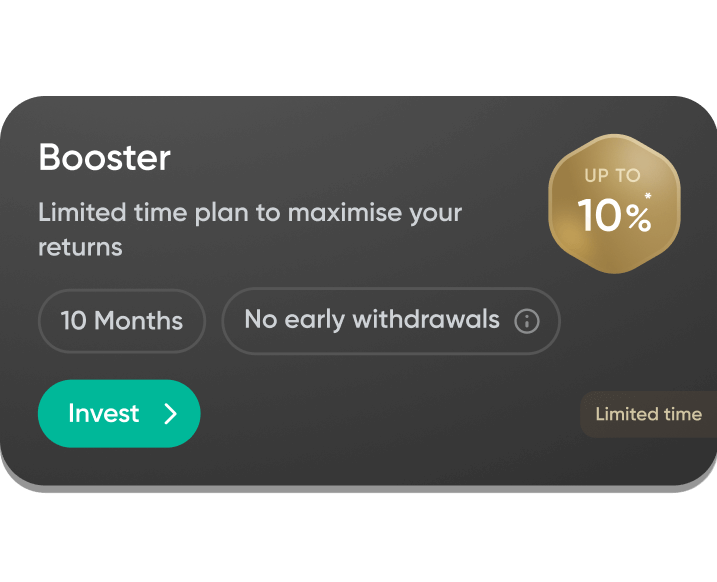 Booster
Limited time plan to maximise your
returns
UP TO
10%*
10 Months
No early withdrawals
Invest
Limited time